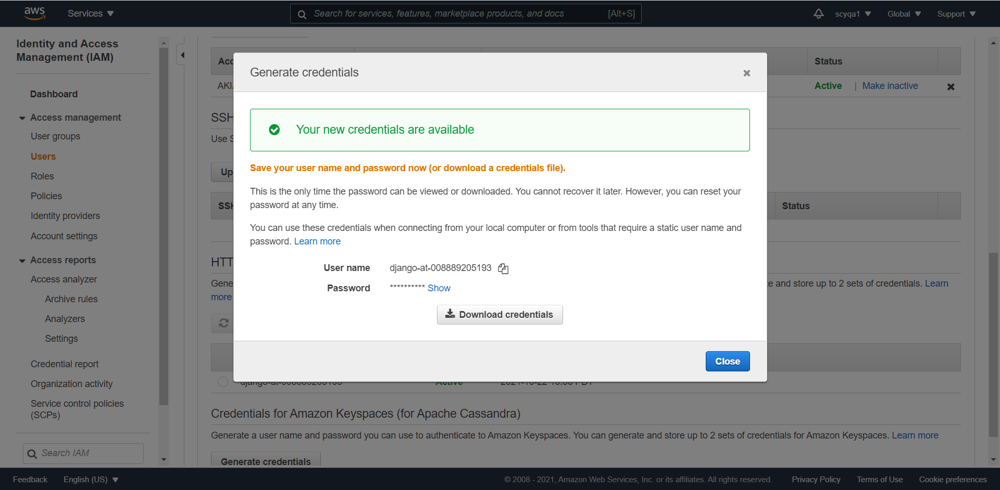 aws
Services
Search for services, features, marketplace products, and docs [Alt+S]
scyqa1
Global
Support
Identity and Access
Management (IAM)
Dashboard
Access management
User groups
Users
Roles
Policies
Identity providers
Account settings
Access reports
Access analyzer
Archive rules
Analyzers
Settings
Credential report
Organization activity
Service control policies
(SCPs)
Search IAM
Status
Active | Make inactive
SSH
Use
Status
Generate credentials
Your new credentials are available
Save your user name and password now (or download a credentials file).
This is the only time the password can be viewed or downloaded. You cannot recover it later. However, you can reset your
password at any time.
You can use these credentials when connecting from your local computer or from tools that require a static user name and
password. Learn more
User name django-at-008889205193
Password ********** Show
Download credentials
Close
and store up to 2 sets of credentials. Learn
more
django-at-008889205193 Active
Credentials for Amazon Keyspaces (for Apache Cassandra)
Generate a user name and password you can use to authenticate to Amazon Keyspaces. You can generate and store up to 2 sets of credentials for Amazon Keyspaces. Learn more
Generate credentials
Feedback
English (US)
© 2008 - 2021, Amazon Web Services, Inc. or its affiliates. All rights reserved.
Privacy Policy
Terms of Use
Cookie preferences